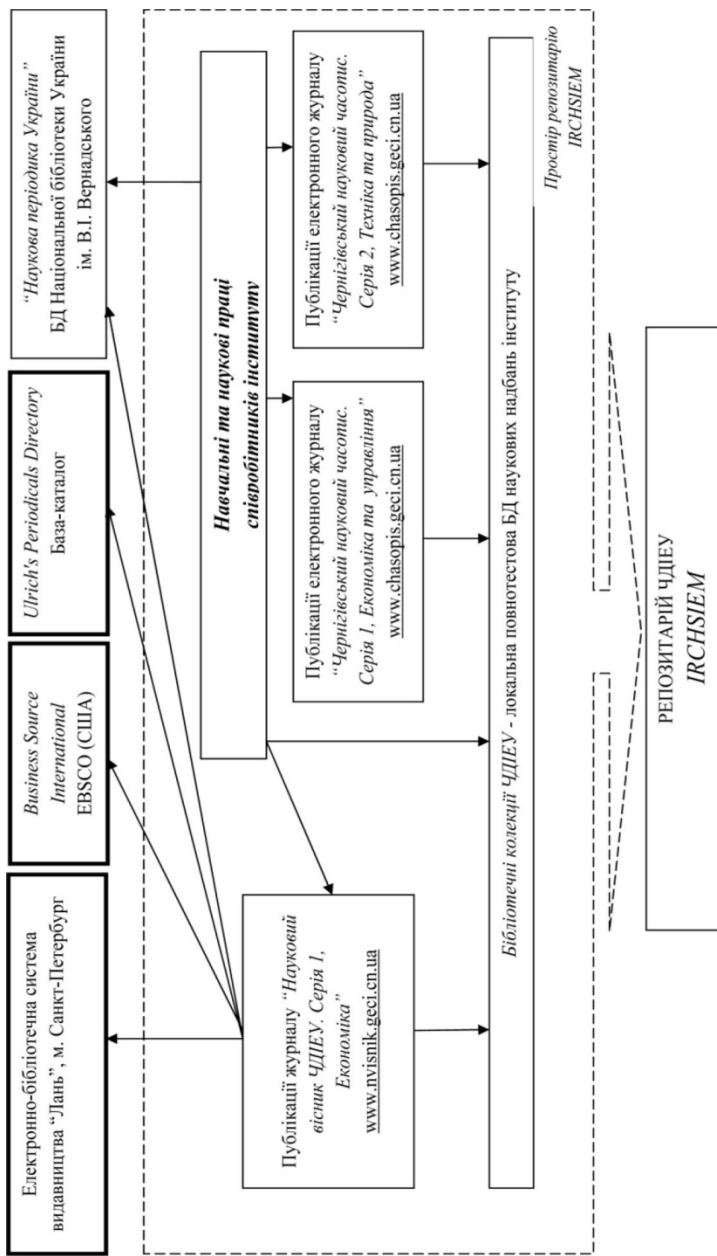 Електронно-бібліотечна система
видавництва “Лань”, м. Санкт-Петербург
Business Source
International
EBSCO (США)
Ulrich's Periodicals Directory
База-каталог
“Наукова періодика України”
БД Національної бібліотеки України
ім. В.І. Вернадського
Навчальні та наукові праці
співробітників інституту
Публікації журналу “Науковий
вісник ЧДІЕУ. Серія 1,
Економіка”
www.nvisnik.geci.cn.ua
Публікації електронного журналу
“Чернігівський науковий часопис.
Серія 1, Економіка та управління”
www.chasopis.geci.cn.ua
Публікації електронного журналу
“Чернігівський науковий часопис.
Серія 2, Техніка та природа”
www.chasopis.geci.cn.ua
Бібліотечні колекції ЧДІЕУ - локальна повнотестова БД наукових надбань інституту
Простір репозитарію
IRCHSIEM
РЕПОЗИТАРІЙ ЧДІЕУ
IRCHSIEM